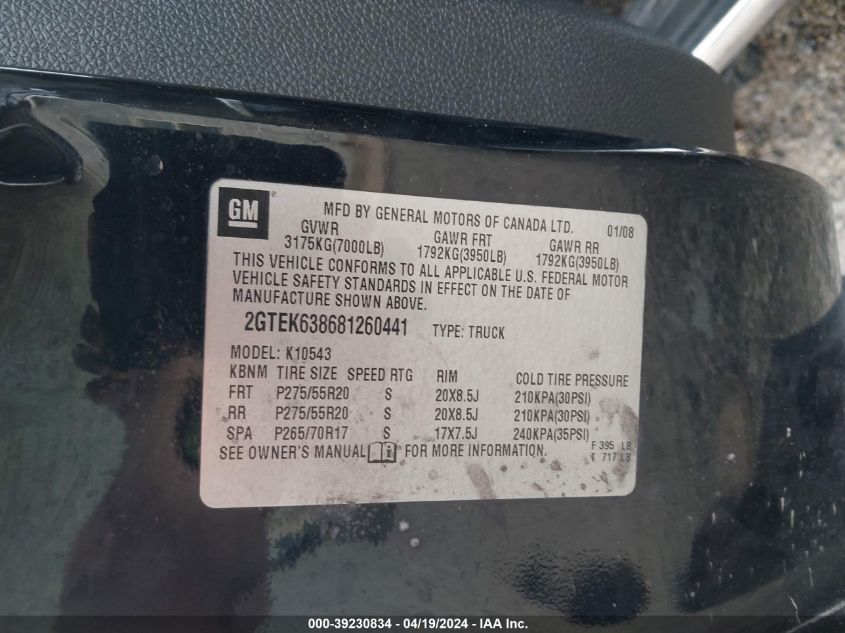 GM ®
MFD BY GENERAL MOTORS OF CANADA LTD. 01/08
GVWR GAWR FRT GAWR RR
3175KG(7000LB) 1792KG(3950LB) 1792KG(3950LB)
THIS VEHICLE CONFORMS TO ALL APPLICABLE U.S. FEDERAL MOTOR
VEHICLE SAFETY STANDARDS IN EFFECT ON THE DATE OF
MANUFACTURE SHOWN ABOVE.
2GTEK638681260441 TYPE: TRUCK
MODEL: K10543
KBNM TIRE SIZE SPEED RTG RIM COLD TIRE PRESSURE
FRT P275/55R20 S 20X8.5J 210KPA(30PSI)
RR P275/55R20 S 20X8.5J 210KPA(30PSI)
SPA P265/70R17 S 17X7.5J 240KPA(35PSI)
SEE OWNER'S MANUAL i FOR MORE INFORMATION.
F 395 LB
T 717 LB
000-39230834 - 04/19/2024 - IAA Inc.